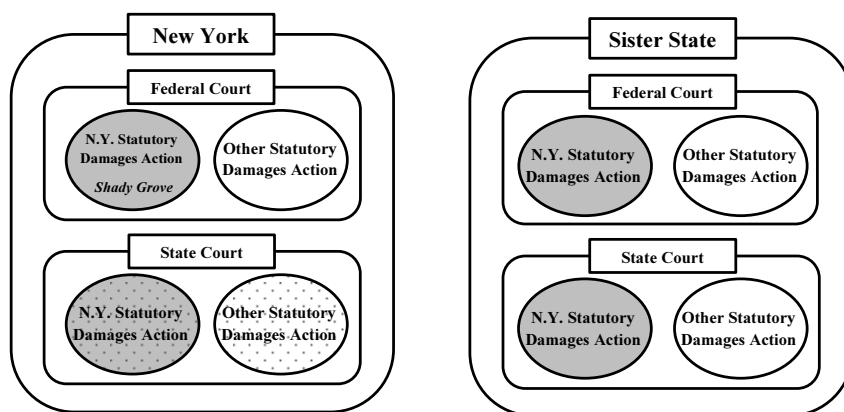 New York
Federal Court
N.Y. Statutory
Damages Action
Shady Grove
Other Statutory
Damages Action
State Court
N.Y. Statutory
Damages Action
Other Statutory
Damages Action
Sister State
Federal Court
N.Y. Statutory
Damages Action
Other Statutory
Damages Action
State Court
N.Y. Statutory
Damages Action
Other Statutory
Damages Action